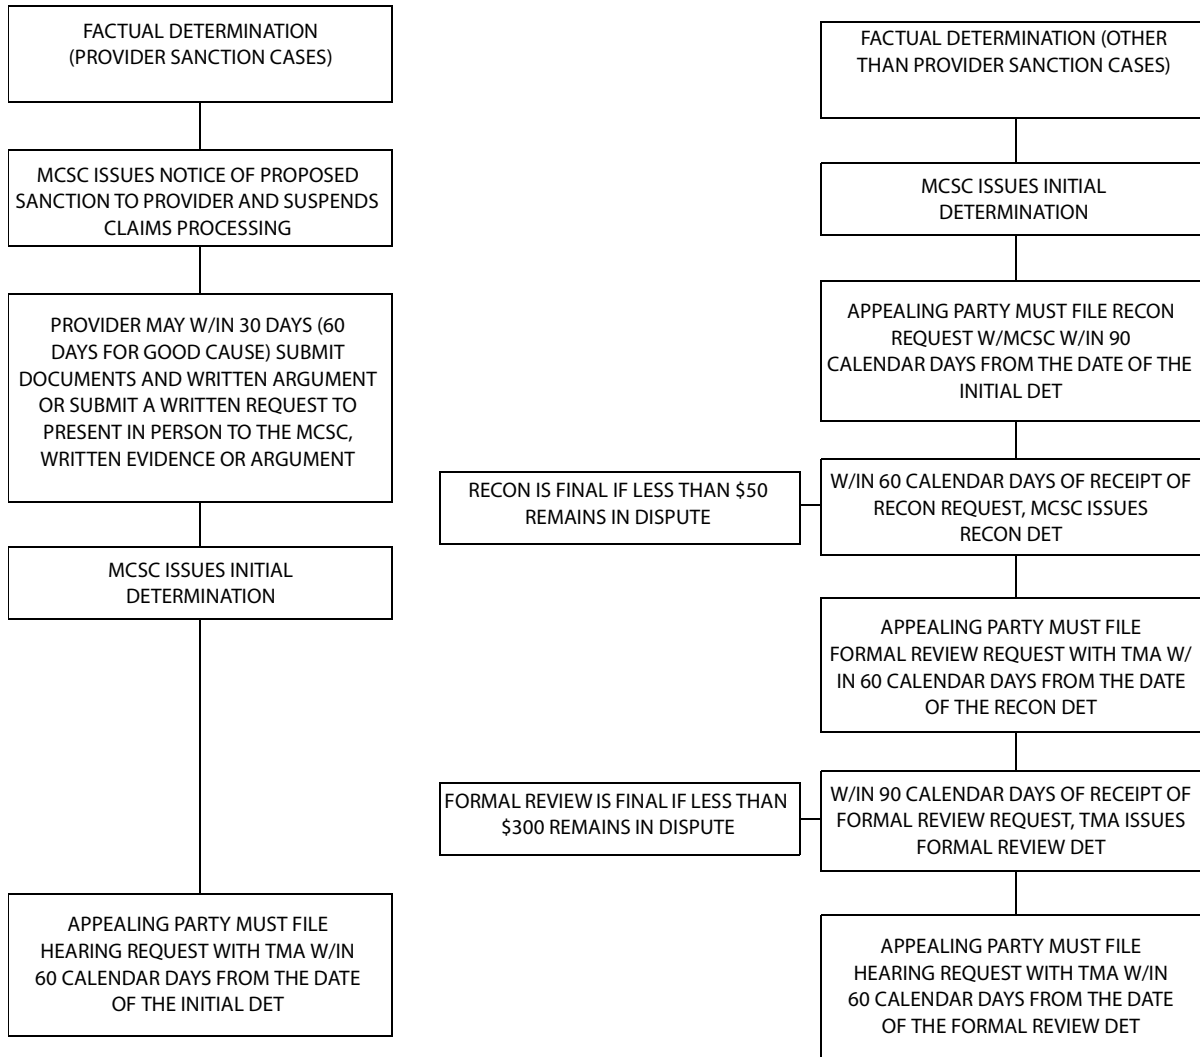 FACTUAL DETERMINATION
(PROVIDER SANCTION CASES)
MCSC ISSUES NOTICE OF PROPOSED
SANCTION TO PROVIDER AND SUSPENDS
CLAIMS PROCESSING
PROVIDER MAY W/IN 30 DAYS (60
DAYS FOR GOOD CAUSE) SUBMIT
DOCUMENTS AND WRITTEN ARGUMENT
OR SUBMIT A WRITTEN REQUEST TO
PRESENT IN PERSON TO THE MCSC,
WRITTEN EVIDENCE OR ARGUMENT
MCSC ISSUES INITIAL
DETERMINATION
APPEALING PARTY MUST FILE
HEARING REQUEST WITH TMA W/IN
60 CALENDAR DAYS FROM THE DATE
OF THE INITIAL DET
FACTUAL DETERMINATION (OTHER
THAN PROVIDER SANCTION CASES)
MCSC ISSUES INITIAL
DETERMINATION
APPEALING PARTY MUST FILE RECON
REQUEST W/MCSC W/IN 90
CALENDAR DAYS FROM THE DATE OF THE
INITIAL DET
RECON IS FINAL IF LESS THAN $50
REMAINS IN DISPUTE
W/IN 60 CALENDAR DAYS OF RECEIPT OF
RECON REQUEST, MCSC ISSUES
RECON DET
APPEALING PARTY MUST FILE
FORMAL REVIEW REQUEST WITH TMA W/
IN 60 CALENDAR DAYS FROM THE DATE
OF THE RECON DET
FORMAL REVIEW IS FINAL IF LESS THAN
$300 REMAINS IN DISPUTE
W/IN 90 CALENDAR DAYS OF RECEIPT OF
FORMAL REVIEW REQUEST, TMA ISSUES
FORMAL REVIEW DET
APPEALING PARTY MUST FILE
HEARING REQUEST WITH TMA W/IN
60 CALENDAR DAYS FROM THE DATE
OF THE FORMAL REVIEW DET